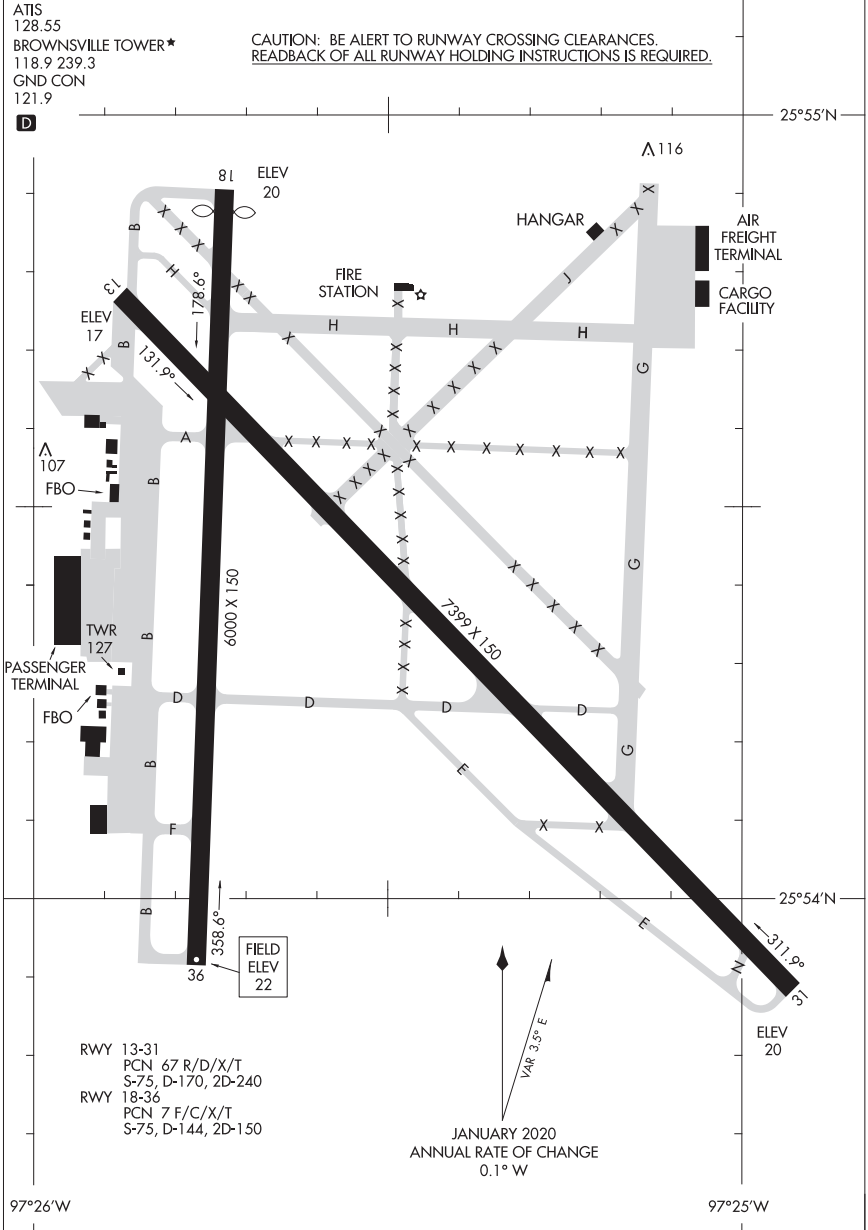 ATIS
128.55
BROWNSVILLE TOWER★
118.9 239.3
GND CON
121.9
D
CAUTION: BE ALERT TO RUNWAY CROSSING CLEARANCES.
READBACK OF ALL RUNWAY HOLDING INSTRUCTIONS IS REQUIRED.
25°55'N
116
18
ELEV
20
HANGAR
AIR
FREIGHT
TERMINAL
CARGO
FACILITY
FIRE
STATION
B
H
J
13
ELEV
17
178.6°
131.9°
H
H
H
B
G
X X
A
X X X X
X X X X X X
107
FBO
B
G
6000 X 150
7399 X 150
TWR
127
B
PASSENGER
TERMINAL
FBO
D
D
D
D
G
B
E
F
X X
25°54'N
B
358.6°
E
311.9°
N
36
FIELD
ELEV
22
31
ELEV
20
RWY 13-31
PCN 67 R/D/X/T
S-75, D-170, 2D-240
RWY 18-36
PCN 7 F/C/X/T
S-75, D-144, 2D-150
VAR 3.5° E
JANUARY 2020
ANNUAL RATE OF CHANGE
0.1° W
97°26'W
97°25'W